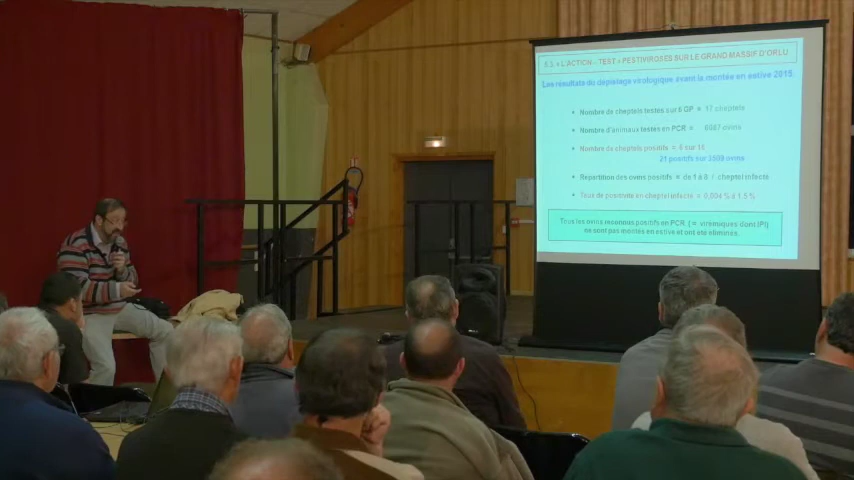 5.3. « L'ACTION - TEST » PESTIVIROSES SUR LE GRAND MASSIF D'ORLU
Les résultats du dépistage virologique avant la montée en estive 2015
• Nombre de cheptels testés sur 6 GP = 17 cheptels
• Nombre d'animaux testés en PCR = 6087 ovins
• Nombre de cheptels positifs = 6 sur 16
21 positifs sur 3509 ovins
• Répartition des ovins positifs = de 1 à 8 / cheptel infecté
• Taux de positivité en cheptel infecté = 0,004 % à 1,5 %
Tous les ovins reconnus positifs en PCR, ( = virémiques dont IPI)
ne sont pas montés en estive et ont été éliminés.